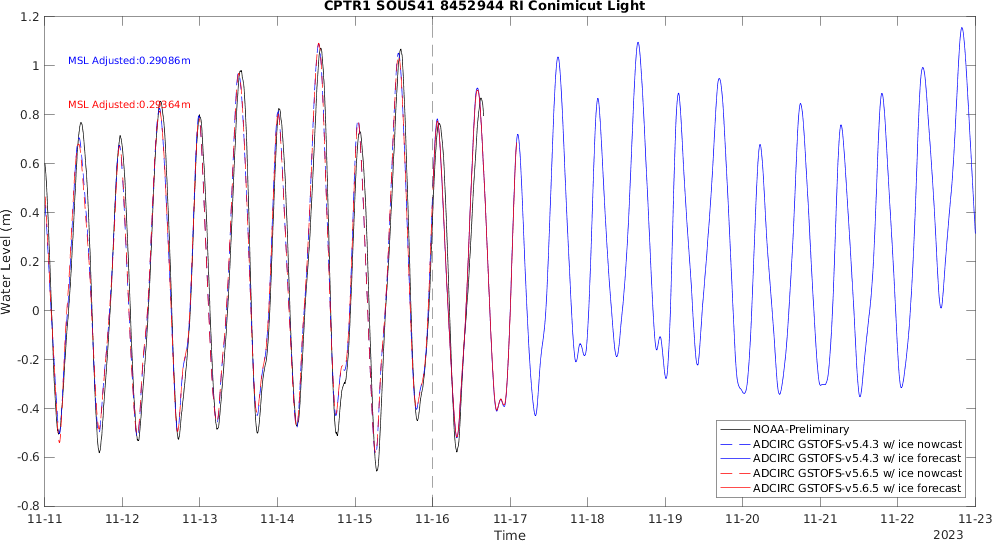 CPTR1 SOUS41 8452944 RI Conimicut Light
1.2
1
0.8
0.6
0.4
0.2
0
-0.2
-0.4
-0.6
-0.8
Water Level (m)
MSL Adjusted:0.29086m
MSL Adjusted:0.29364m
NOAA-Preliminary
ADCIRC GSTOFS-v5.4.3 w/ ice nowcast
ADCIRC GSTOFS-v5.4.3 w/ ice forecast
ADCIRC GSTOFS-v5.6.5 w/ ice nowcast
ADCIRC GSTOFS-v5.6.5 w/ ice forecast
11-11 11-12 11-13 11-14 11-15 11-16 11-17 11-18 11-19 11-20 11-21 11-22 11-23
Time
2023